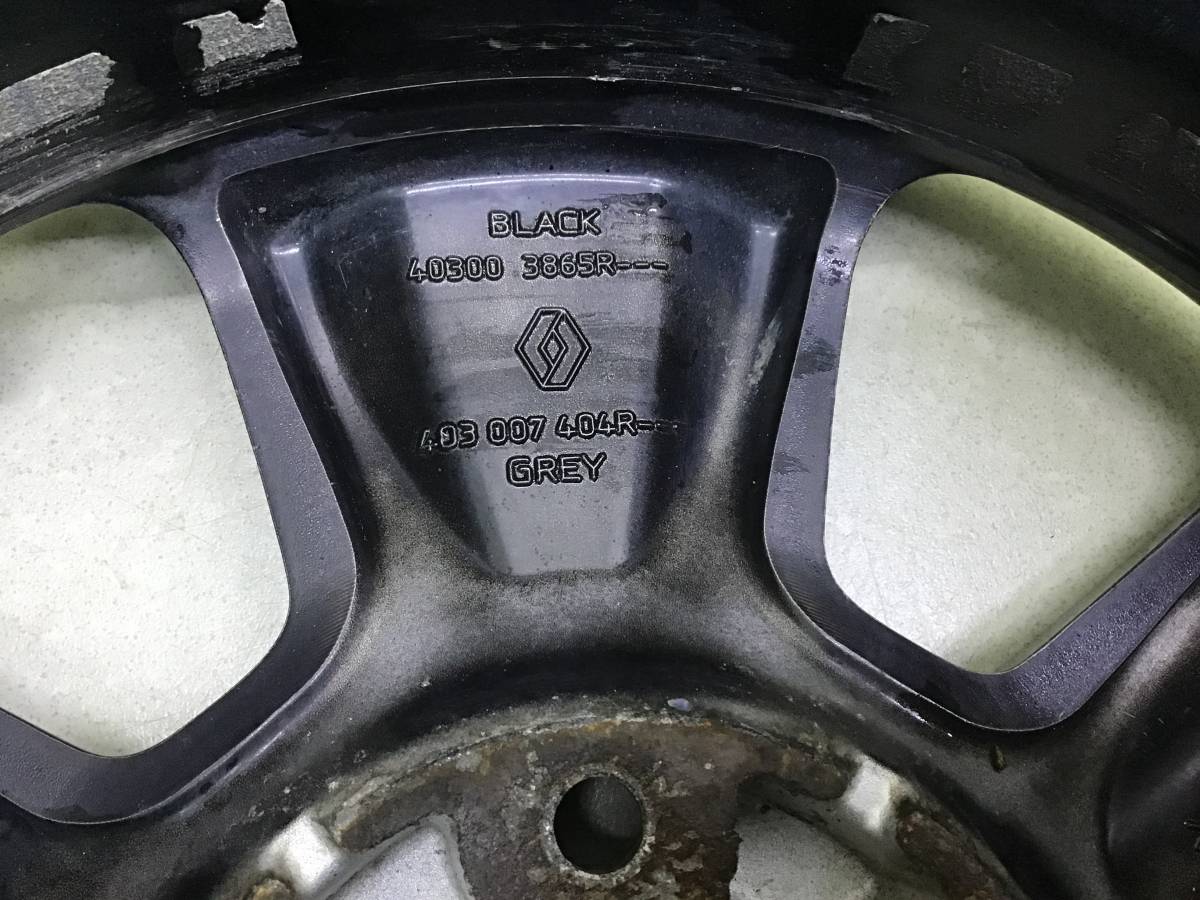 BLACK
40300 3865R---
403 007 404R---
GREY